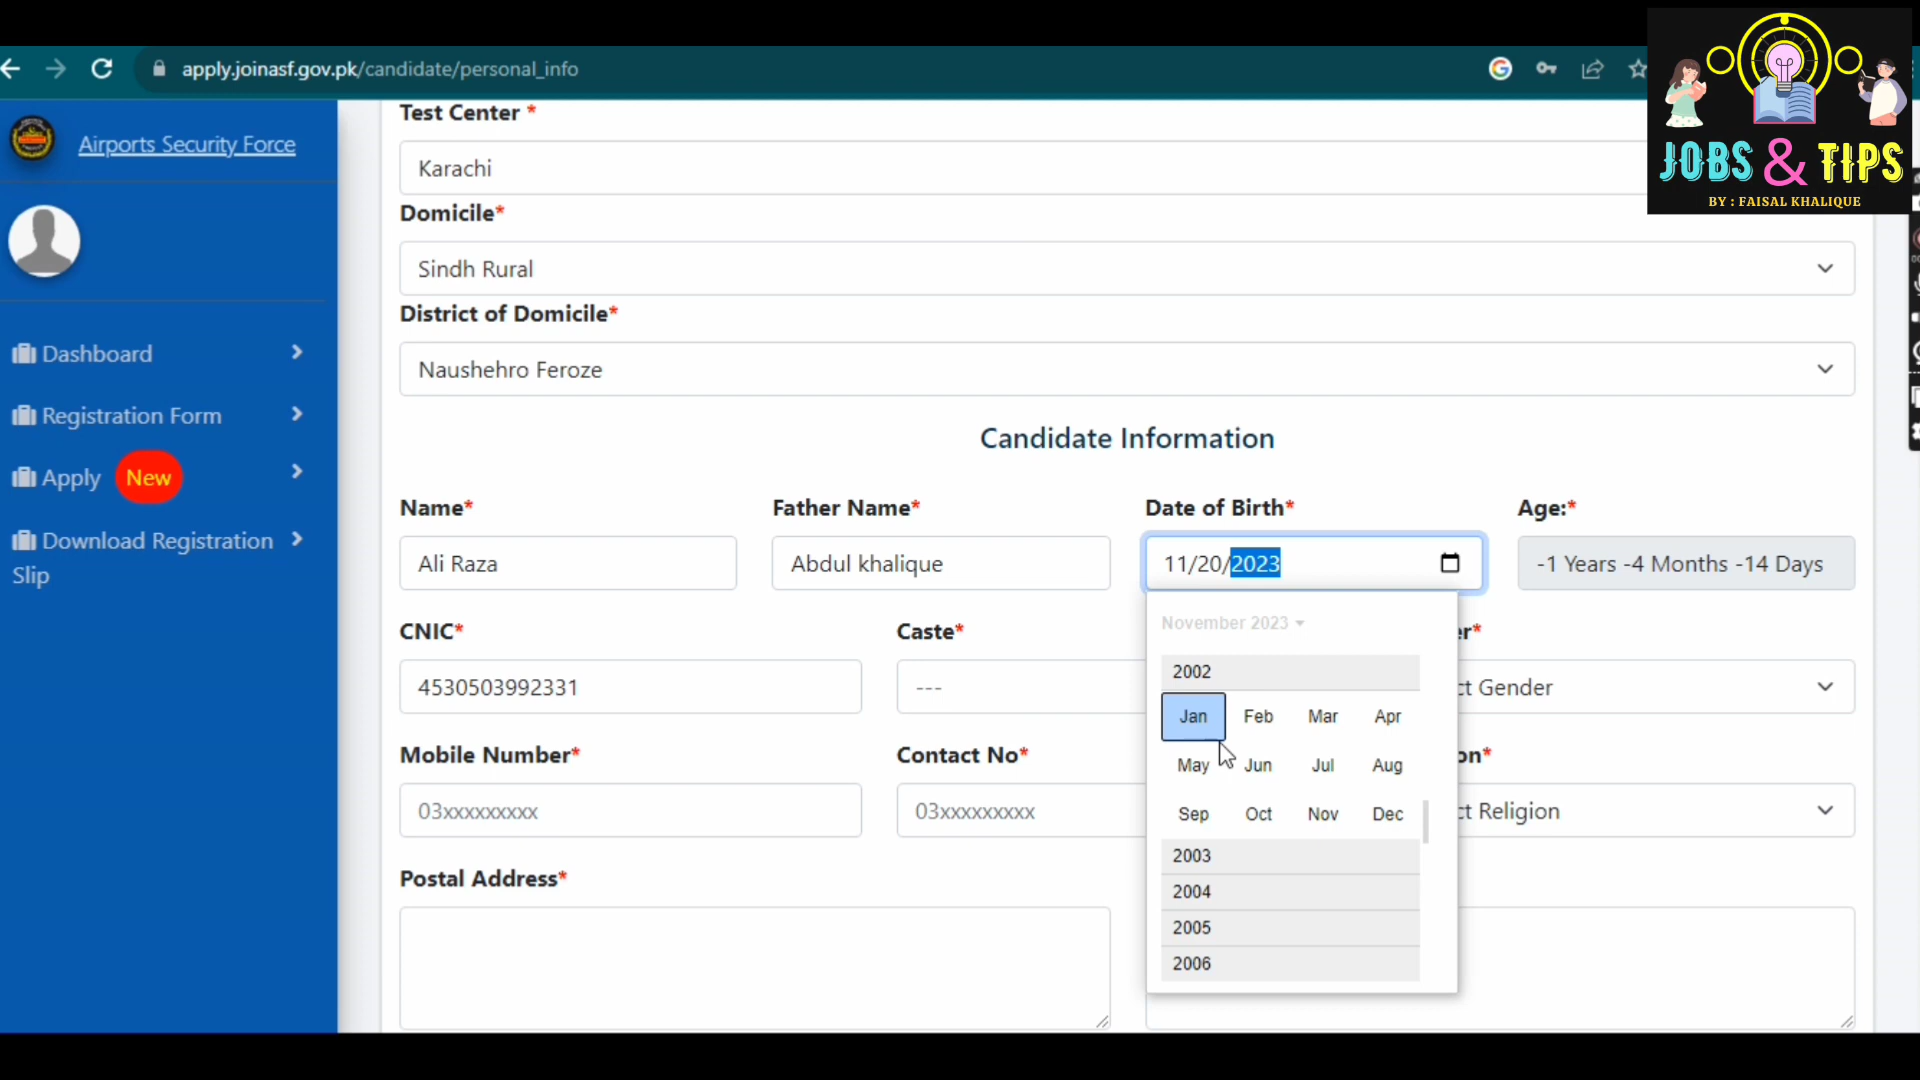 apply.joinasf.gov.pk/candidate/personal_info
JOBS & TIPS
BY : FAISAL KHALIQUE
Airports Security Force
Dashboard
Registration Form
Apply New
Download Registration
Slip
Test Center *
Karachi
Domicile*
Sindh Rural
District of Domicile*
Naushehro Feroze
Candidate Information
Name* Father Name* Date of Birth* Age:*
Ali Raza Abdul khalique 11/20/2023 -1 Years -4 Months -14 Days
November 2023
CNIC* Caste* er*
4530503992331 --- ct Gender
2002
Jan Feb Mar Apr
May Jun Jul Aug
Sep Oct Nov Dec
2003
2004
2005
2006
Mobile Number* Contact No* on*
03xxxxxxxxx 03xxxxxxxxx ct Religion
Postal Address*